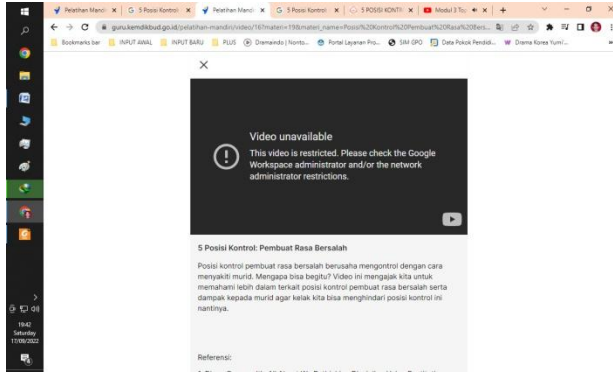 Pelatihan Mandi
G 5 Posisi Kontrol
Pelatihan Mandi
G 5 Posisi Kontrol
5 POSISI KONT
Modul 3 To
guru.kemdikbud.go.id/pelatihan-mandiri/video/16?materi=19&materi_name=Posisi%20Kontrol%20Pembuat%20Rasa%20Bers...
Bookmarks bar
INPUT AWAL
INPUT BARU
PLUS
Dramaindo | Nonto...
Portal Layanan Pro...
SIM GPO
Data Pokok Pendidi...
Drama Korea Yumi'...
Video unavailable
This video is restricted. Please check the Google
Workspace administrator and/or the network
administrator restrictions.
5 Posisi Kontrol: Pembuat Rasa Bersalah
Posisi kontrol pembuat rasa bersalah berusaha mengontrol dengan cara
menyakiti murid. Mengapa bisa begitu? Video ini mengajak kita untuk
memahami lebih dalam terkait posisi kontrol pembuat rasa bersalah serta
dampak kepada murid agar kelak kita bisa menghindari posisi kontrol ini
nantinya.
Referensi:
19:42
Saturday
17/09/2022